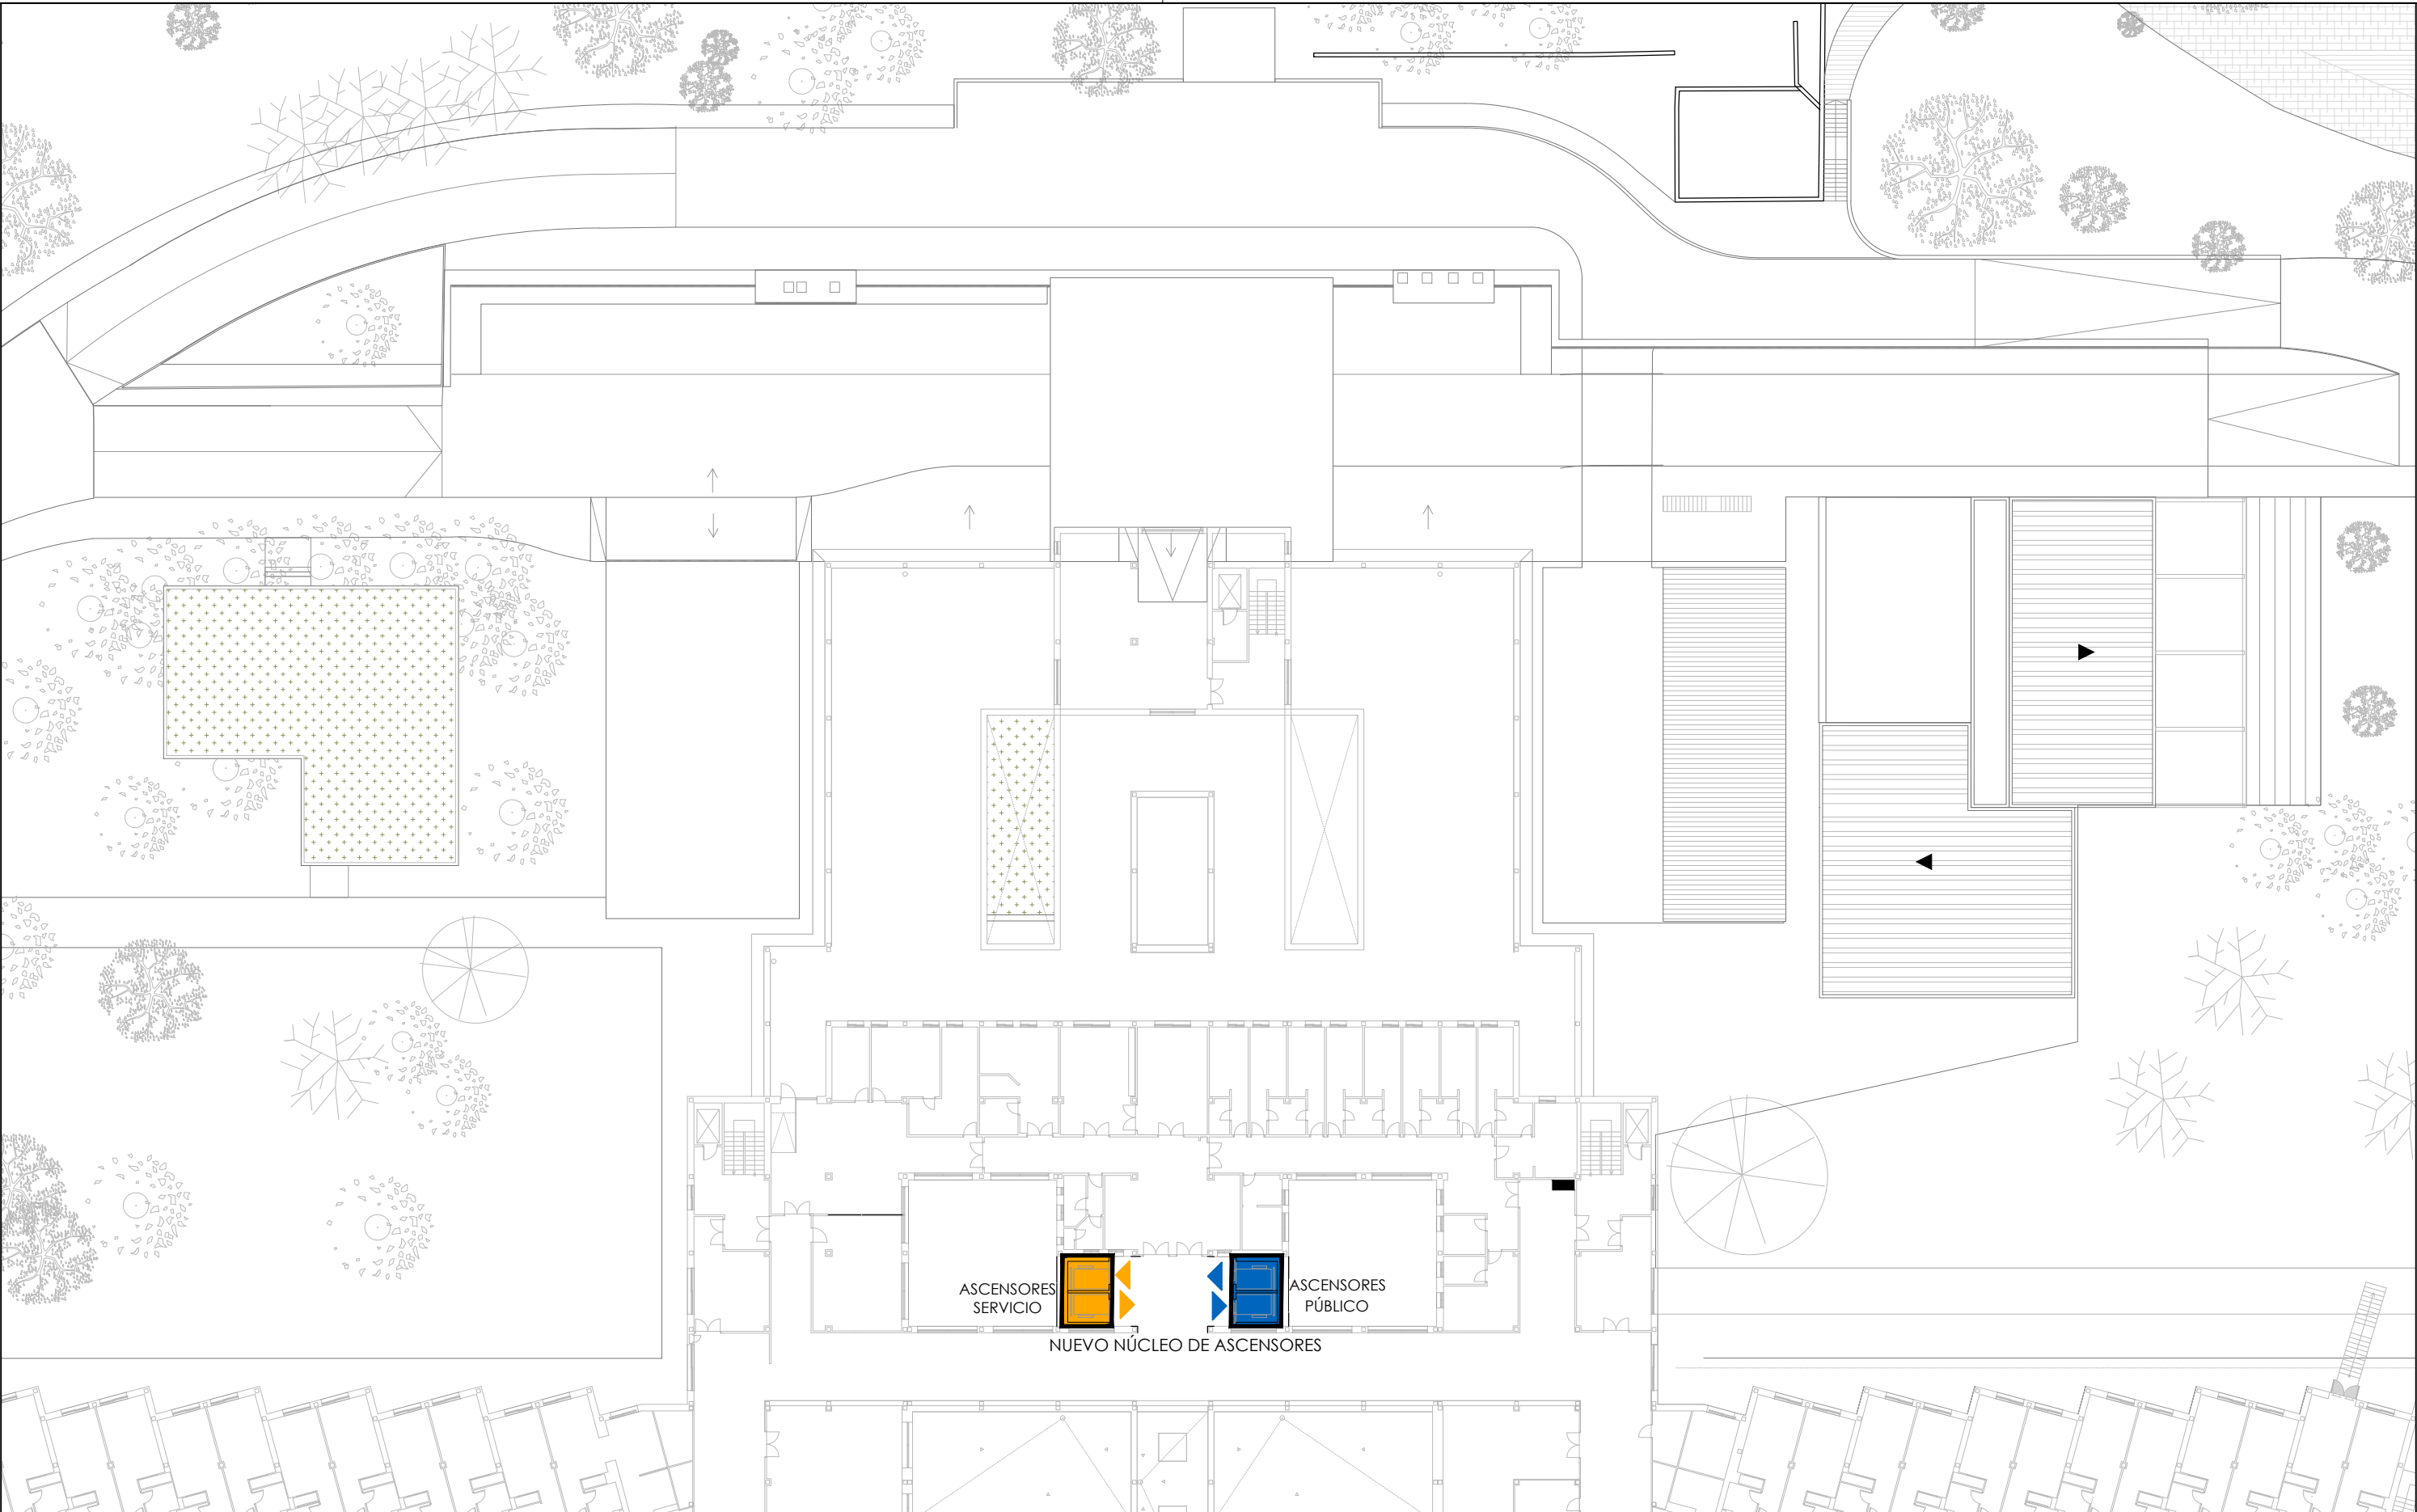 ASCENSORES
SERVICIO
ASCENSORES
PÚBLICO
NUEVO NÚCLEO DE ASCENSORES